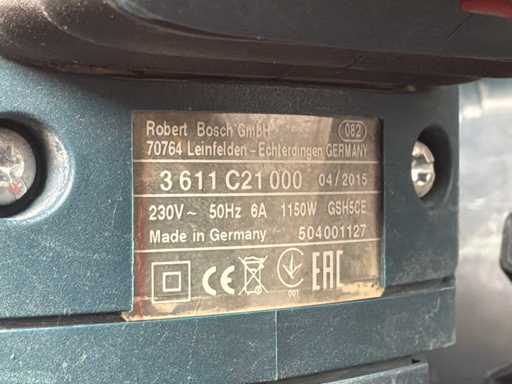 Robert Bosch GmbH 082
70764 Leinfelden - Echterdingen GERMANY
3 611 C21 000 04/2015
230V~ 50Hz 6A 1150W GSH5CE
Made in Germany 504001127
CE 001 EAC